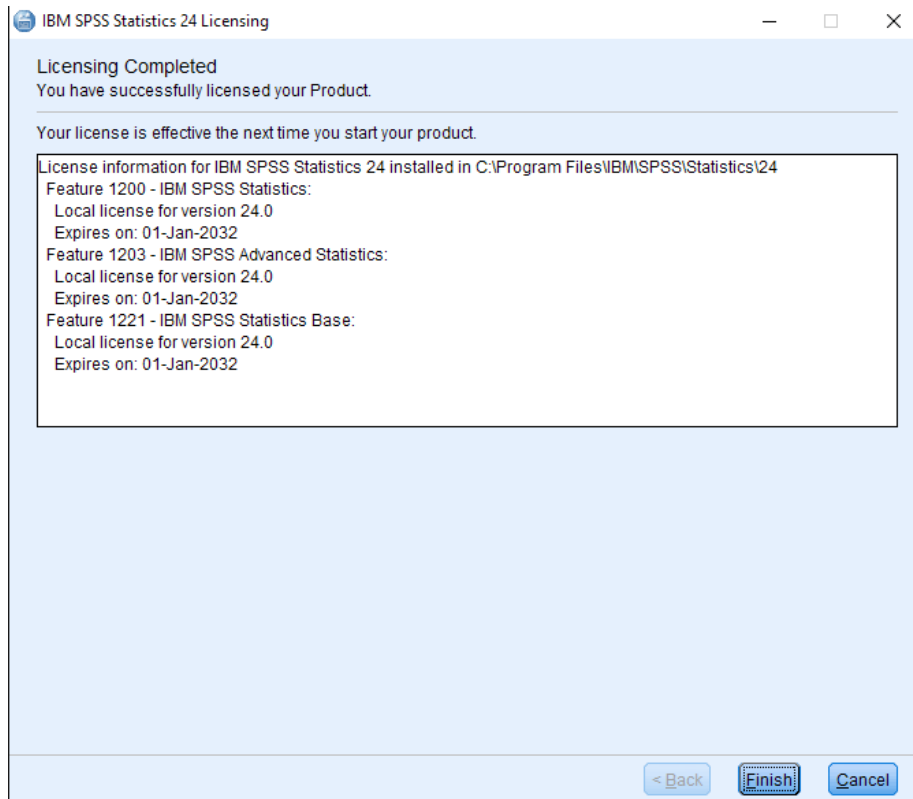 IBM SPSS Statistics 24 Licensing
Licensing Completed
You have successfully licensed your Product.
Your license is effective the next time you start your product.
License information for IBM SPSS Statistics 24 installed in C:\Program Files\IBM\SPSS\Statistics\24
Feature 1200 - IBM SPSS Statistics:
Local license for version 24.0
Expires on: 01-Jan-2032
Feature 1203 - IBM SPSS Advanced Statistics:
Local license for version 24.0
Expires on: 01-Jan-2032
Feature 1221 - IBM SPSS Statistics Base:
Local license for version 24.0
Expires on: 01-Jan-2032
< Back Finish Cancel